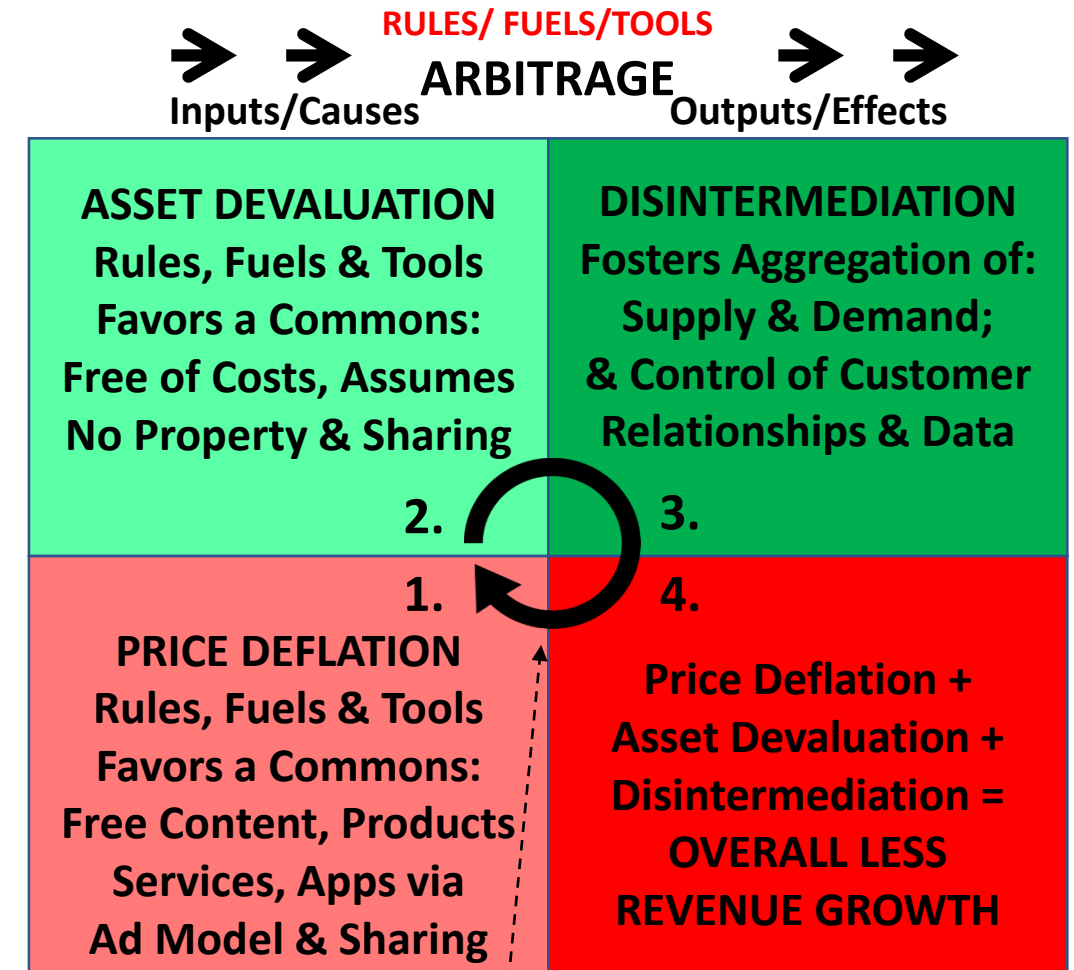 RULES/ FUELS/TOOLS
ARBITRAGE
Inputs/Causes
Outputs/Effects
ASSET DEVALUATION
Rules, Fuels & Tools
Favors a Commons:
Free of Costs, Assumes
No Property & Sharing
2.
DISINTERMEDIATION
Fosters Aggregation of:
Supply & Demand;
& Control of Customer
Relationships & Data
3.
1.
PRICE DEFLATION
Rules, Fuels & Tools
Favors a Commons:
Free Content, Products
Services, Apps via
Ad Model & Sharing
4.
Price Deflation +
Asset Devaluation +
Disintermediation =
OVERALL LESS
REVENUE GROWTH